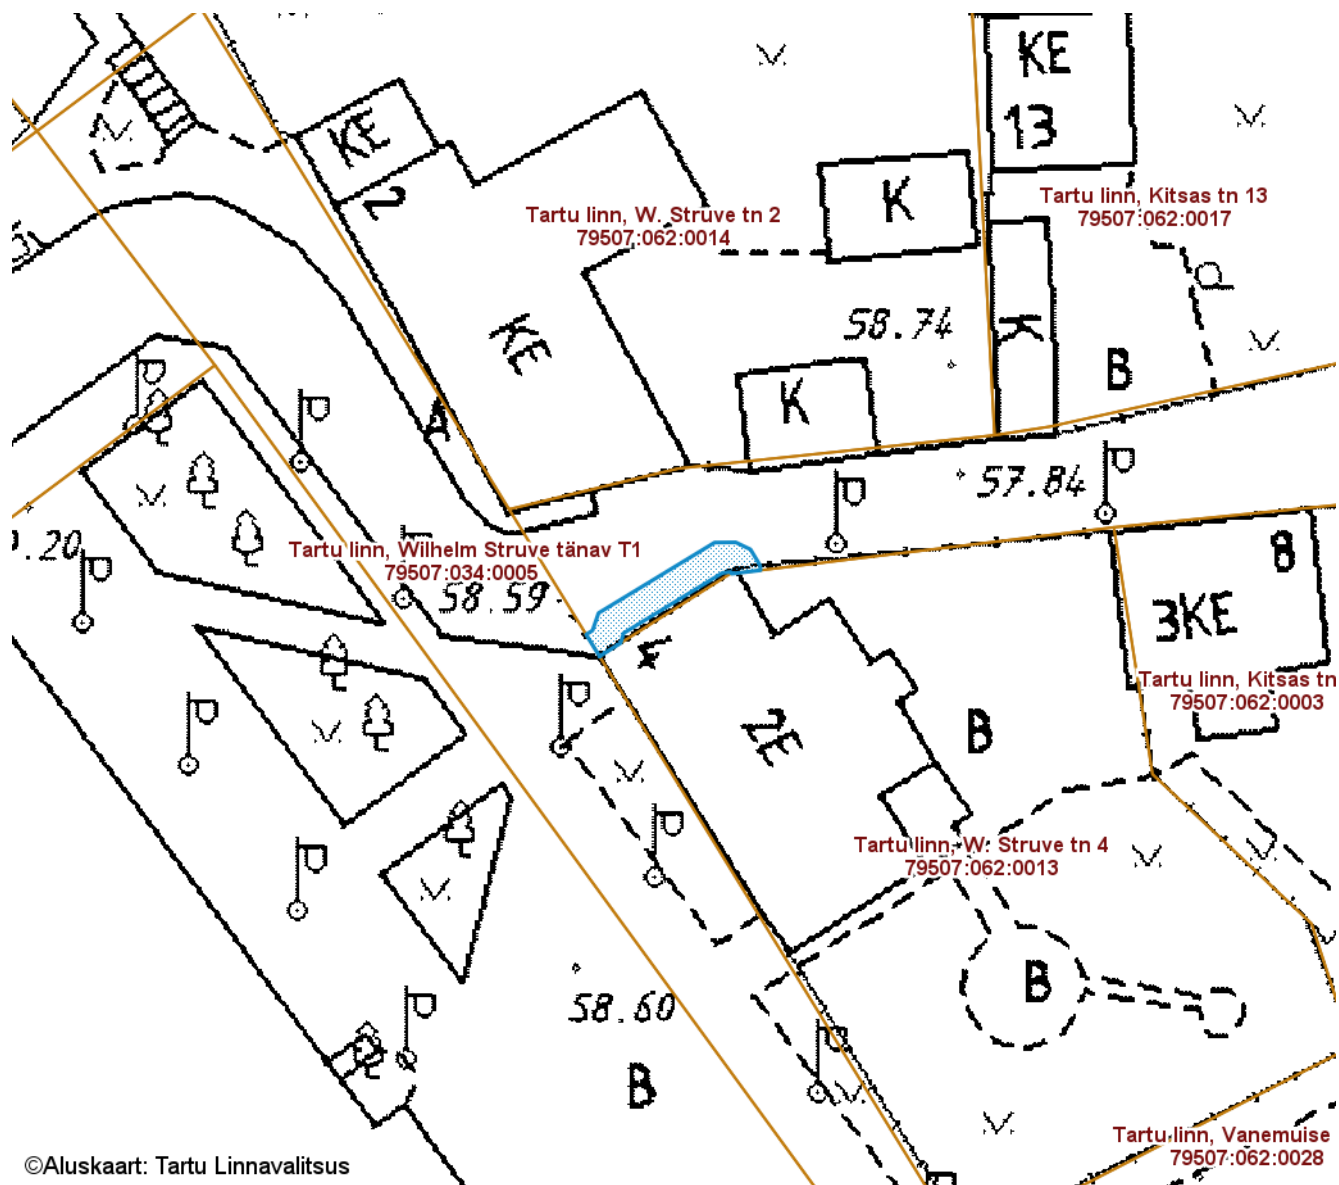 KE
13
KE
2
K
Tartu linn, Kitsas tn 13
79507:062:0017
Tartu linn, W. Struve tn 2
79507:062:0014
KE
58.74
K
B
K
A
57.84
.20
Tartu linn, Wilhelm Struve tänav T1
79507:034:0005
58.59
8
3KE
4
Tartu linn, Kitsas tn
79507:062:0003
2E
B
Tartu linn, W. Struve tn 4
79507:062:0013
B
58.60
B
Tartu linn, Vanemuise
79507:062:0028
©Aluskaart: Tartu Linnavalitsus